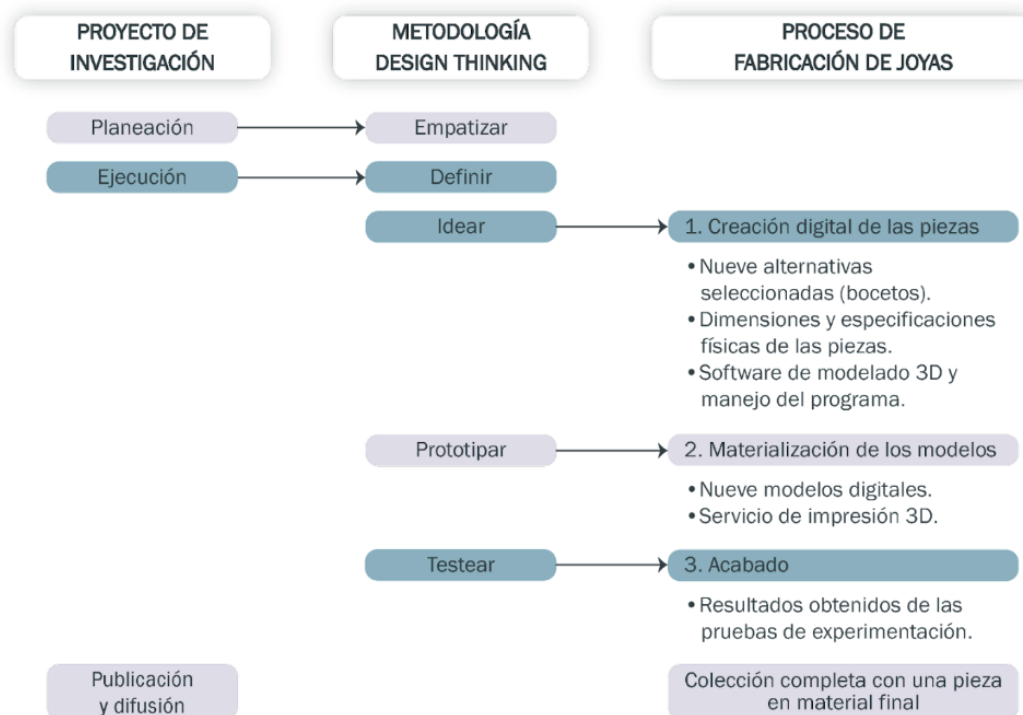 PROYECTO DE
INVESTIGACIÓN
METODOLOGÍA
DESIGN THINKING
PROCESO DE
FABRICACIÓN DE JOYAS
Planeación
Empatizar
Ejecución
Definir
Idear
1. Creación digital de las piezas
• Nueve alternativas
seleccionadas (bocetos).
• Dimensiones y especificaciones
físicas de las piezas.
• Software de modelado 3D y
manejo del programa.
Prototipar
2. Materialización de los modelos
• Nueve modelos digitales.
• Servicio de impresión 3D.
Testear
3. Acabado
• Resultados obtenidos de las
pruebas de experimentación.
Publicación
y difusión
Colección completa con una pieza
en material final